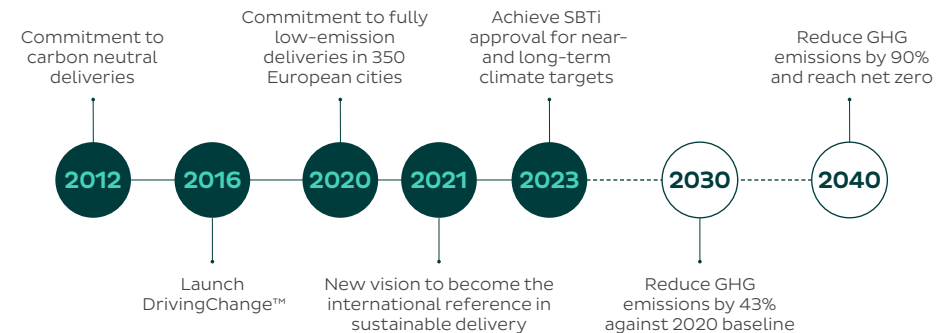 Commitment to
carbon neutral
deliveries
Commitment to fully
low-emission
deliveries in 350
European cities
Achieve SBTi
approval for near-
and long-term
climate targets
Reduce GHG
emissions by 90%
and reach net zero
2012
2016
2020
2021
2023
2030
2040
Launch
DrivingChange™
New vision to become the
international reference in
sustainable delivery
Reduce GHG
emissions by 43%
against 2020 baseline